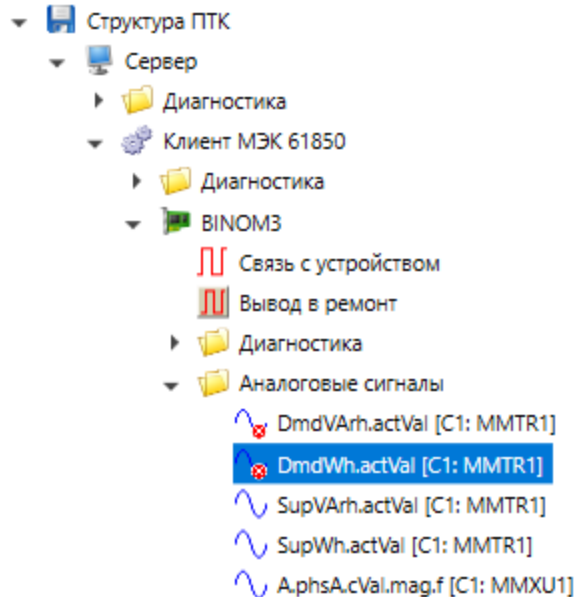 Структура ПТК
Сервер
Диагностика
Клиент МЭК 61850
Диагностика
BINOM3
Связь с устройством
Вывод в ремонт
Диагностика
Аналоговые сигналы
DmdVArh.actVal [C1: MMTR1]
DmdWh.actVal [C1: MMTR1]
SupVArh.actVal [C1: MMTR1]
SupWh.actVal [C1: MMTR1]
A.phsA.cVal.mag.f [C1: MMXU1]